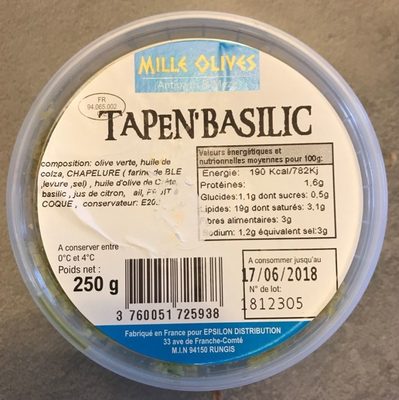 MILLE OLIVES
FR
94.065.002
TAPEN'BASILIC
composition: olive verte, huile de
colza, CHAPELURE ( farine de BLE
levure ,sel) , huile d'olive de
basilic , jus de citron, ail,
COQUE , conservateur:
Valeurs énergétiques et
nutritionnelles moyennes pour 100g:
Energie: 190 Kcal/782Kj
Protéines: 1,6g
Glucides:1,1g dont sucres: 0,5g
Lipides: 19g dont saturés: 3,1g
Fibres alimentaires: 3g
Sodium: 1,2g équivalent sel:3g
A conserver entre
0°C et 4°C
Poids net :
250 g
3 760051 725938
A consommer jusqu'au
17/06/2018
N° de lot:
1812305
Fabriqué en France pour EPSILON DISTRIBUTION
33 ave de Franche-Comté
M.I.N 94150 RUNGIS